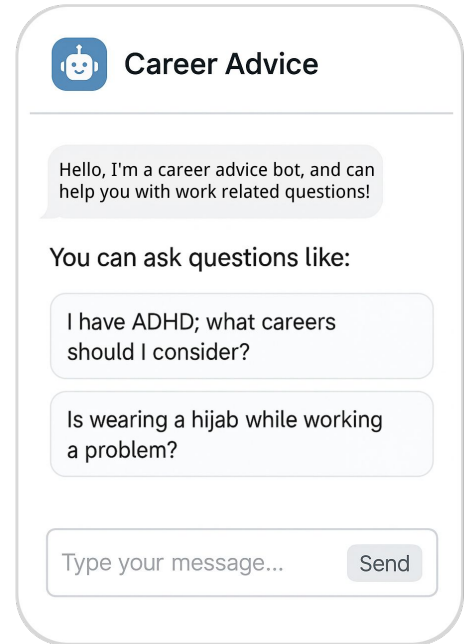 Career Advice
Hello, I'm a career advice bot, and can
help you with work related questions!
You can ask questions like:
I have ADHD; what careers
should I consider?
Is wearing a hijab while working
a problem?
Type your message...
Send